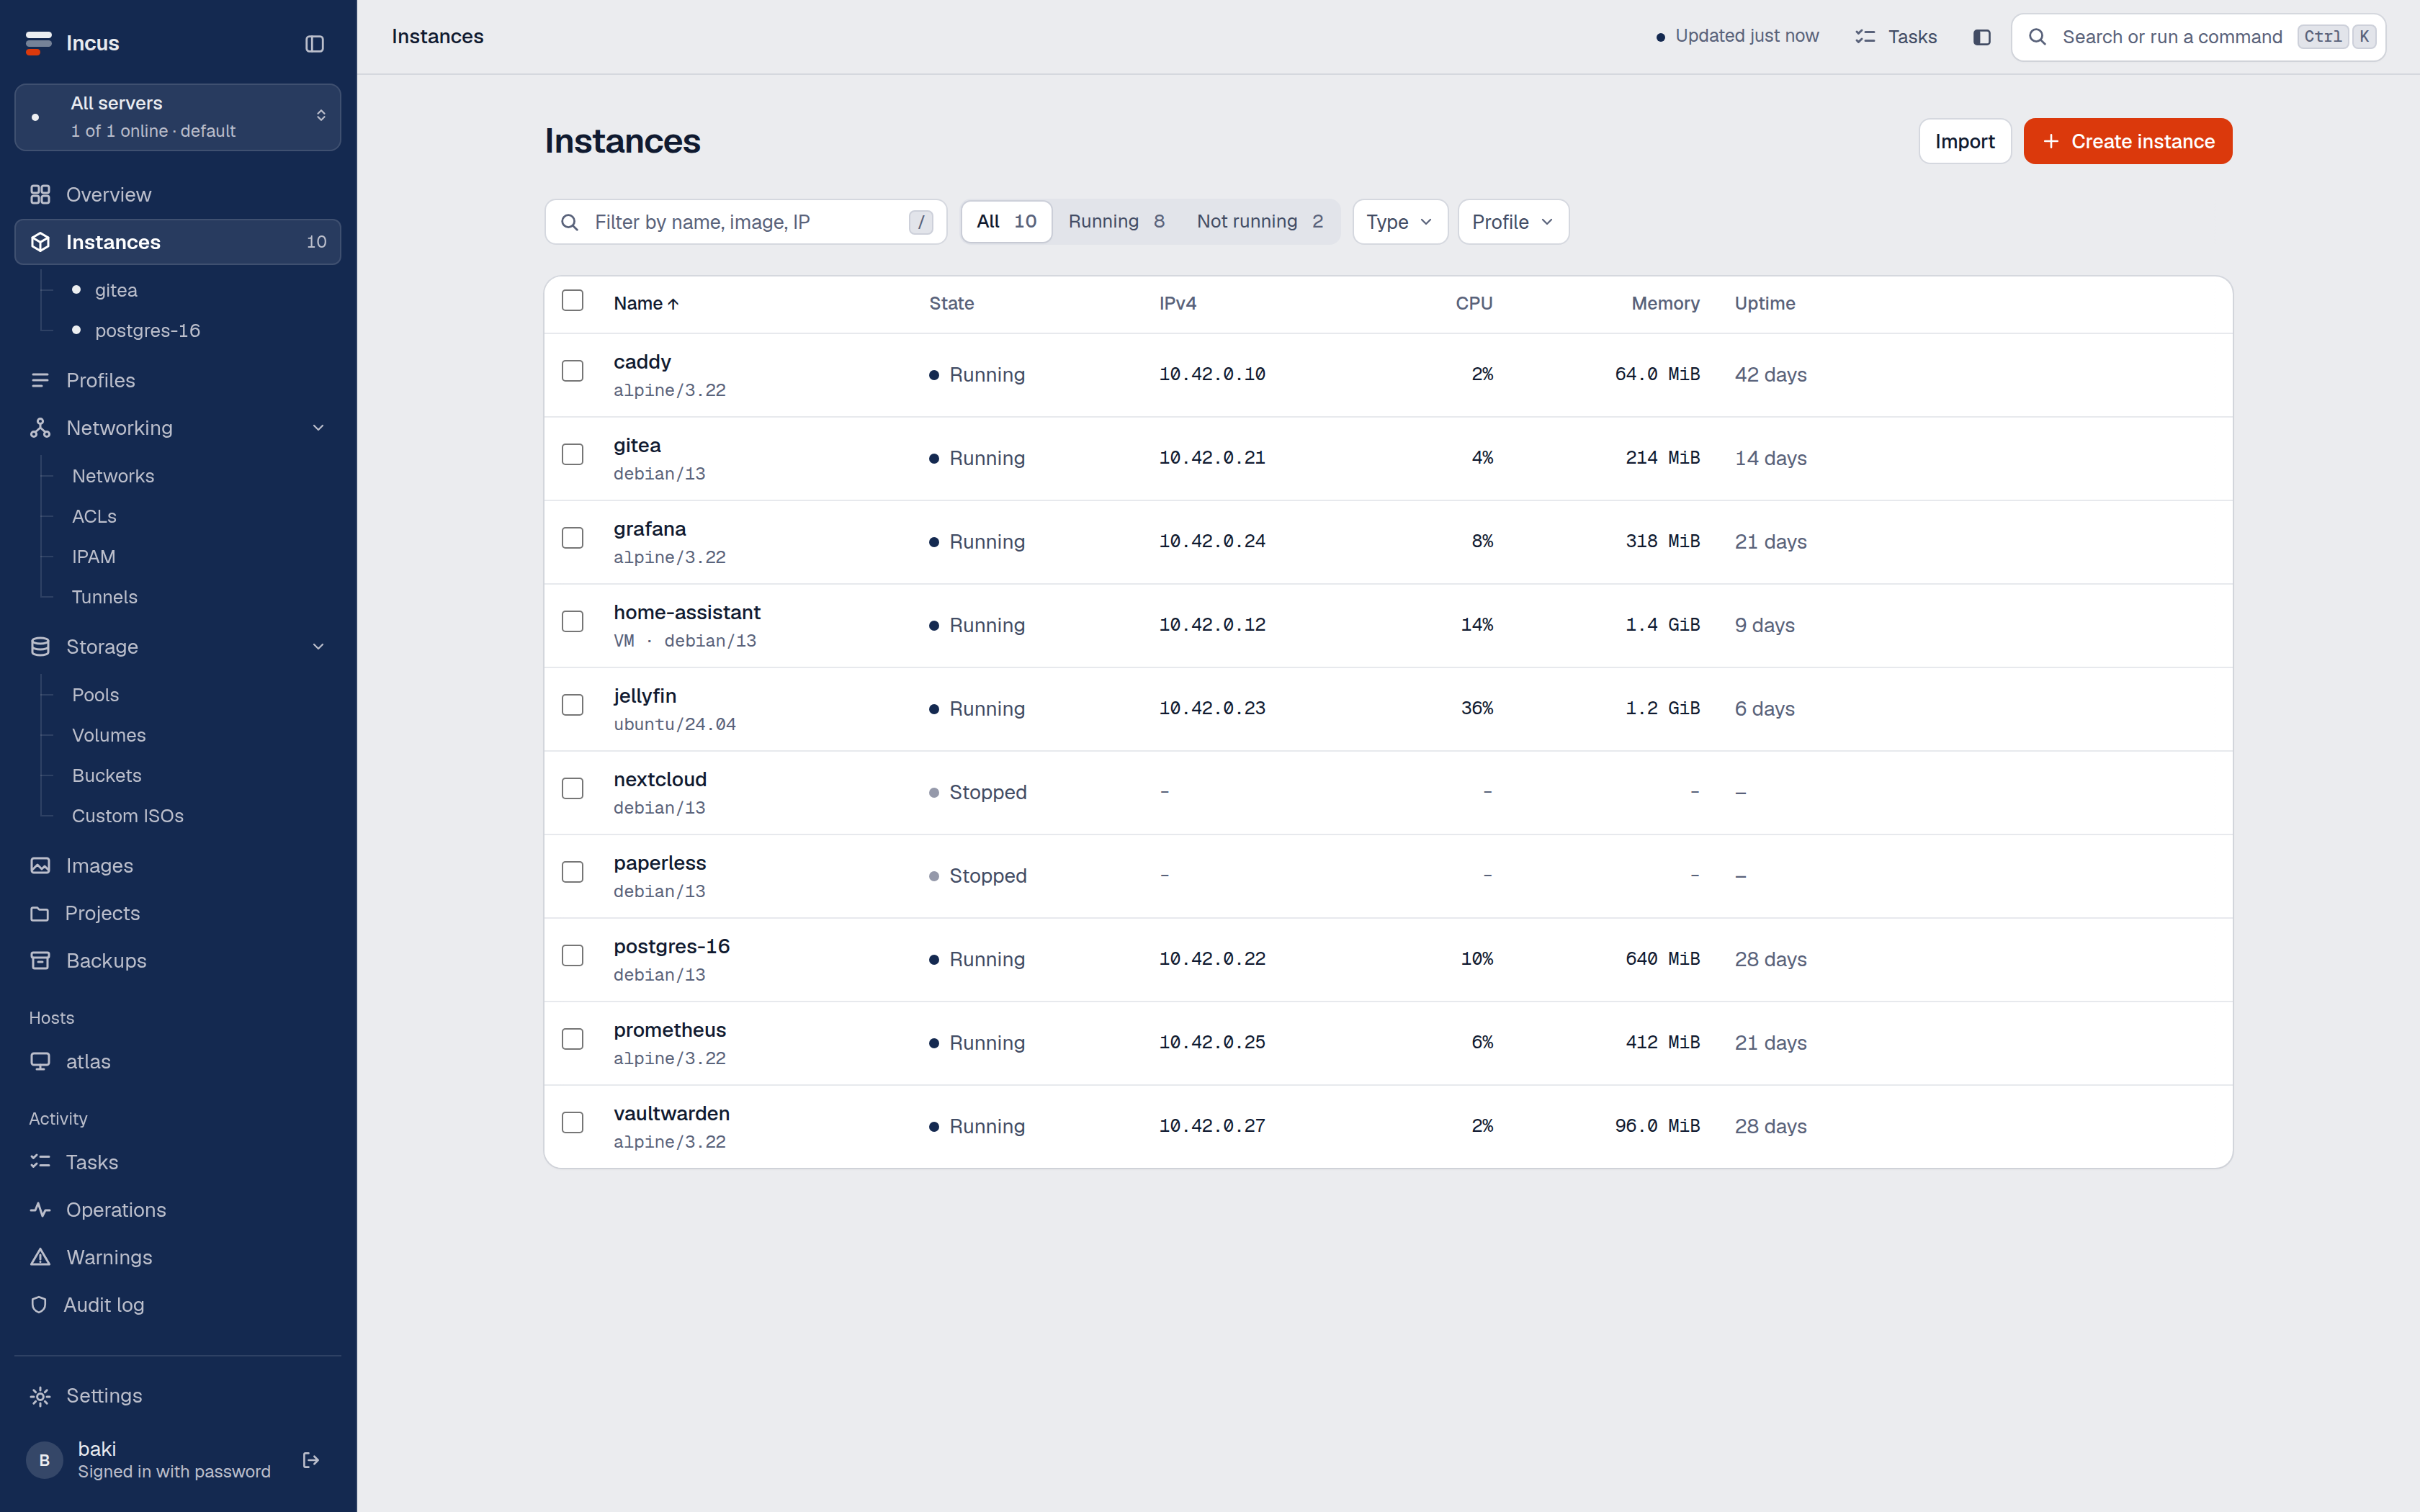 Incus
All servers
1 of 1 online · default
Overview
Instances 10
gitea
postgres-16
Profiles
Networking
Networks
ACLs
IPAM
Tunnels
Storage
Pools
Volumes
Buckets
Custom ISOs
Images
Projects
Backups
Hosts
atlas
Activity
Tasks
Operations
Warnings
Audit log
Settings
B
baki
Signed in with password
Instances
Updated just now
Tasks
Search or run a command Ctrl K
Instances
Import
Create instance
Filter by name, image, IP /
All 10 Running 8 Not running 2
Type
Profile
Name State IPv4 CPU Memory Uptime
caddy
alpine/3.22
Running 10.42.0.10 2% 64.0 MiB 42 days
gitea
debian/13
Running 10.42.0.21 4% 214 MiB 14 days
grafana
alpine/3.22
Running 10.42.0.24 8% 318 MiB 21 days
home-assistant
VM · debian/13
Running 10.42.0.12 14% 1.4 GiB 9 days
jellyfin
ubuntu/24.04
Running 10.42.0.23 36% 1.2 GiB 6 days
nextcloud
debian/13
Stopped – – – –
paperless
debian/13
Stopped – – – –
postgres-16
debian/13
Running 10.42.0.22 10% 640 MiB 28 days
prometheus
alpine/3.22
Running 10.42.0.25 6% 412 MiB 21 days
vaultwarden
alpine/3.22
Running 10.42.0.27 2% 96.0 MiB 28 days